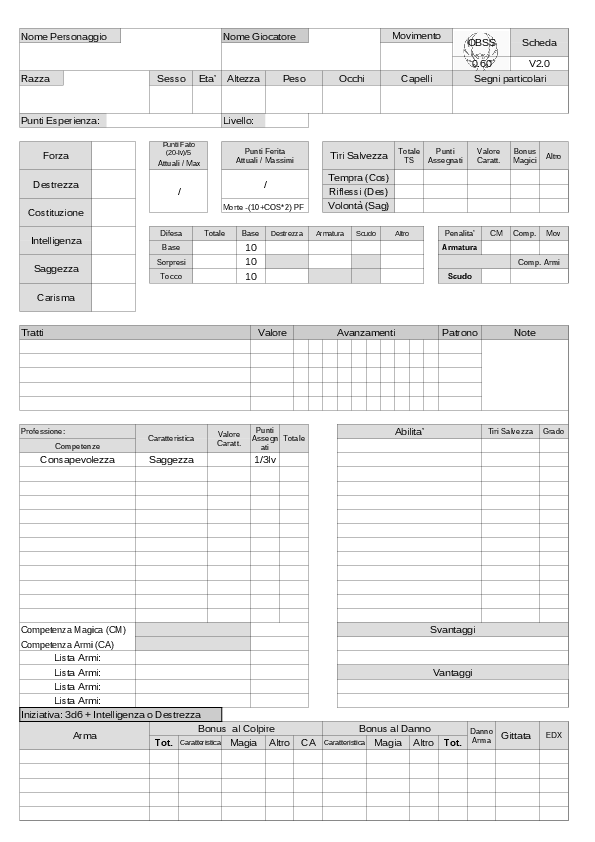 Nome Personaggio Nome Giocatore Movimento OBSS Scheda
0.60 V2.0
Razza Sesso Eta' Altezza Peso Occhi Capelli Segni particolari
Punti Esperienza: Livello:
Forza
Destrezza
Costituzione
Intelligenza
Saggezza
Carisma
Punti Fato
(20-lv)/5
Attuali / Max
/
Punti Ferita
Attuali / Massimi
/
Morte -(10+COS*2) PF
Tiri Salvezza Totale TS Punti Assegnati Valore Caratt. Bonus Magici Altro
Tempra (Cos)
Riflessi (Des)
Volontà (Sag)
Difesa Totale Base Destrezza Armatura Scudo Altro
Base 10
Sorpresi 10
Tocco 10
Penalita' CM Comp. Mov
Armatura
Comp. Armi
Scudo
Tratti Valore Avanzamenti Patrono Note
Professione:
Competenze Caratteristica Valore Caratt. Punti Assegn ati Totale
Consapevolezza Saggezza 1/3lv
Abilita' Tiri Salvezza Grado
Competenza Magica (CM)
Competenza Armi (CA)
Lista Armi:
Lista Armi:
Lista Armi:
Lista Armi:
Svantaggi
Vantaggi
Iniziativa: 3d6 + Intelligenza o Destrezza
Arma Bonus al Colpire Bonus al Danno Danno Arma Gittata EDX
Tot. Caratteristica Magia Altro CA Caratteristica Magia Altro Tot.